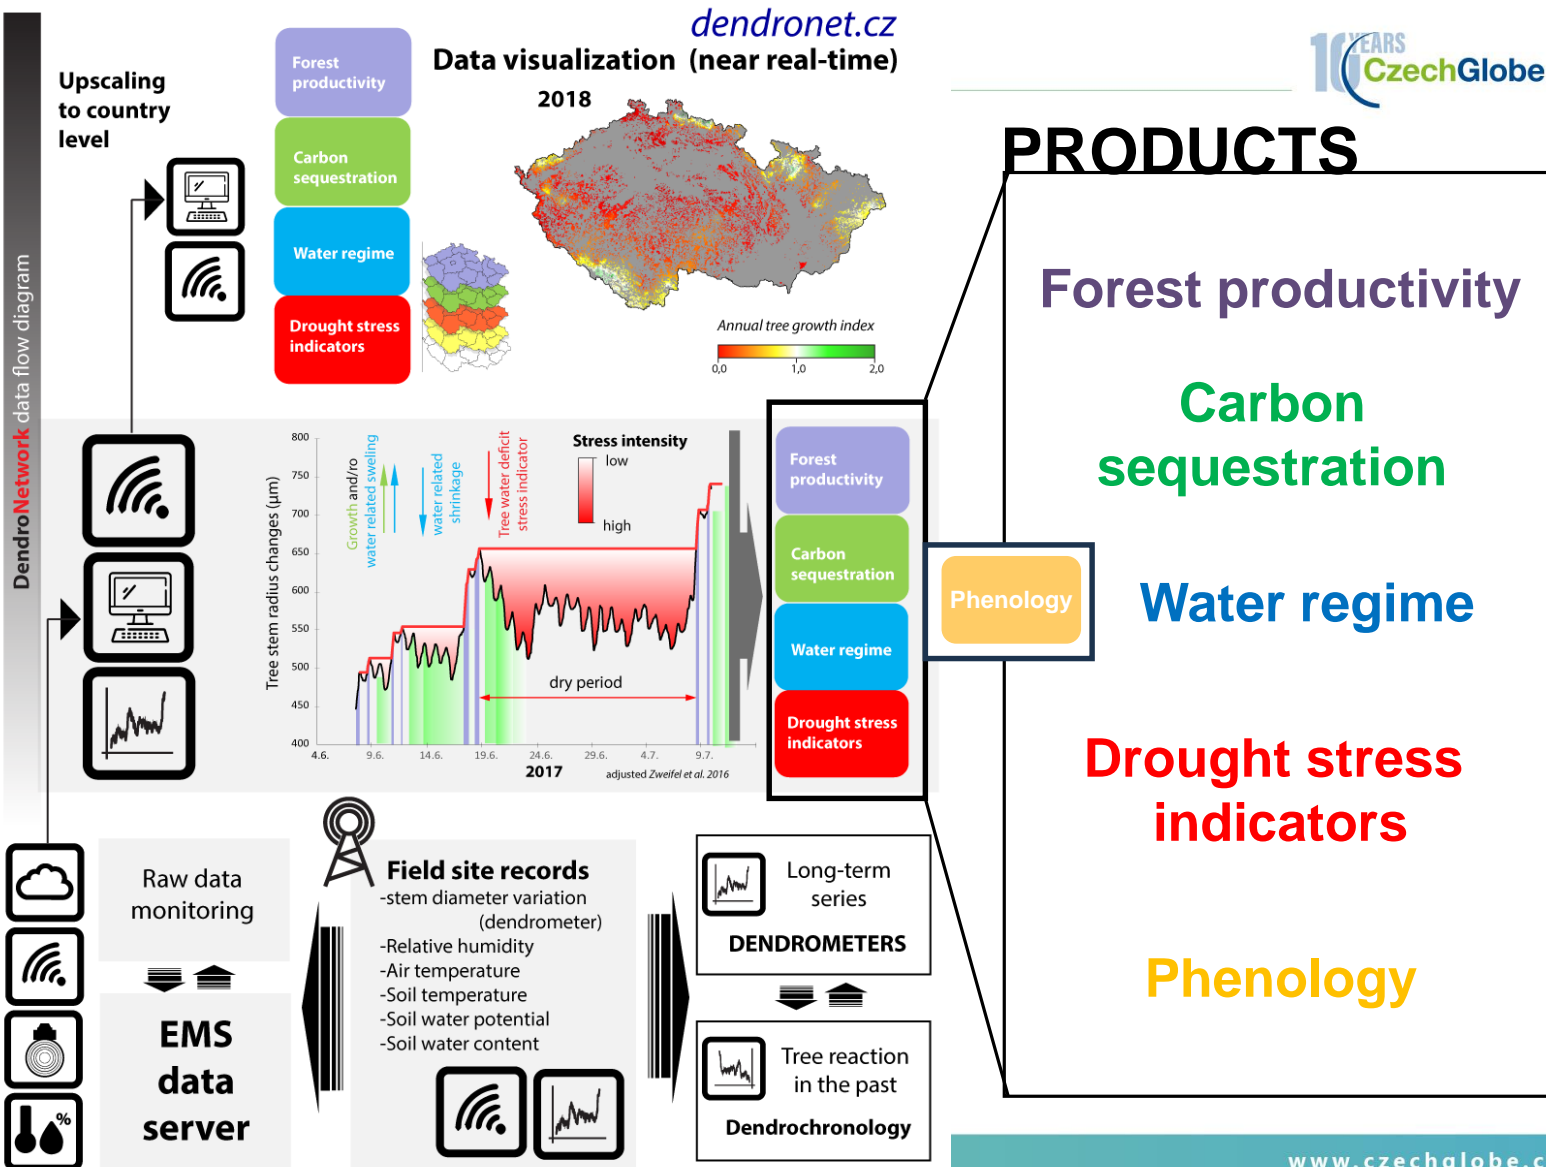 dendronet.cz
Data visualization (near real-time)
2018
Upscaling
to country
level
Forest
productivity
Carbon
sequestration
Water regime
Drought stress
indicators
Annual tree growth index
0,0
1,0
2,0
10 YEARS
CzechGlobe
PRODUCTS
Forest productivity
Carbon
sequestration
Water regime
Drought stress
indicators
Phenology
DendroNetwork data flow diagram
Tree stem radius changes (µm)
800
750
700
650
600
550
500
450
400
Growth and/ro
water related sweling
water related
shrinkage
Tree water deficit
stress indicator
Stress intensity
low
high
dry period
4.6.
9.6.
14.6.
19.6.
24.6.
29.6.
4.7.
9.7.
2017
adjusted Zweifel et al. 2016
Forest
productivity
Carbon
sequestration
Water regime
Drought stress
indicators
Phenology
Raw data
monitoring
EMS
data
server
%
Field site records
-stem diameter variation
(dendrometer)
-Relative humidity
-Air temperature
-Soil temperature
-Soil water potential
-Soil water content
Long-term
series
DENDROMETERS
Tree reaction
in the past
Dendrochronology
www.czechglobe.c